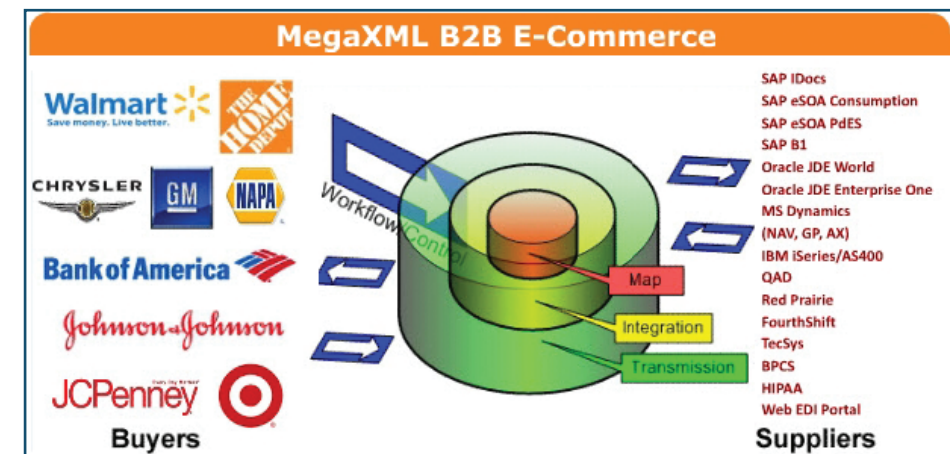 MegaXML B2B E-Commerce
Walmart
Save money. Live better.
THE
HOME
DEPOT
CHRYSLER
GM
NAPA
Bank of America
Johnson & Johnson
JCPenney
Buyers
Workflow/Control
Map
Integration
Transmission
SAP IDocs
SAP eSOA Consumption
SAP eSOA PdES
SAP B1
Oracle JDE World
Oracle JDE Enterprise One
MS Dynamics
(NAV, GP, AX)
IBM iSeries/AS400
QAD
Red Prairie
FourthShift
TecSys
BPCS
HIPAA
Web EDI Portal
Suppliers